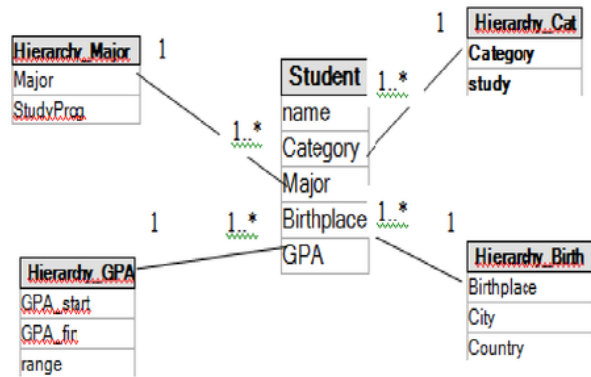 Hierarchy_Major
Major
StudyProg
1
1..*
Student
name
Category
Major
Birthplace
GPA
1
1..*
Hierarchy_Cat
Category
study
1
1..*
Hierarchy_GPA
GPA_start
GPA_fin
range
1..*
1
Hierarchy_Birth
Birthplace
City
Country